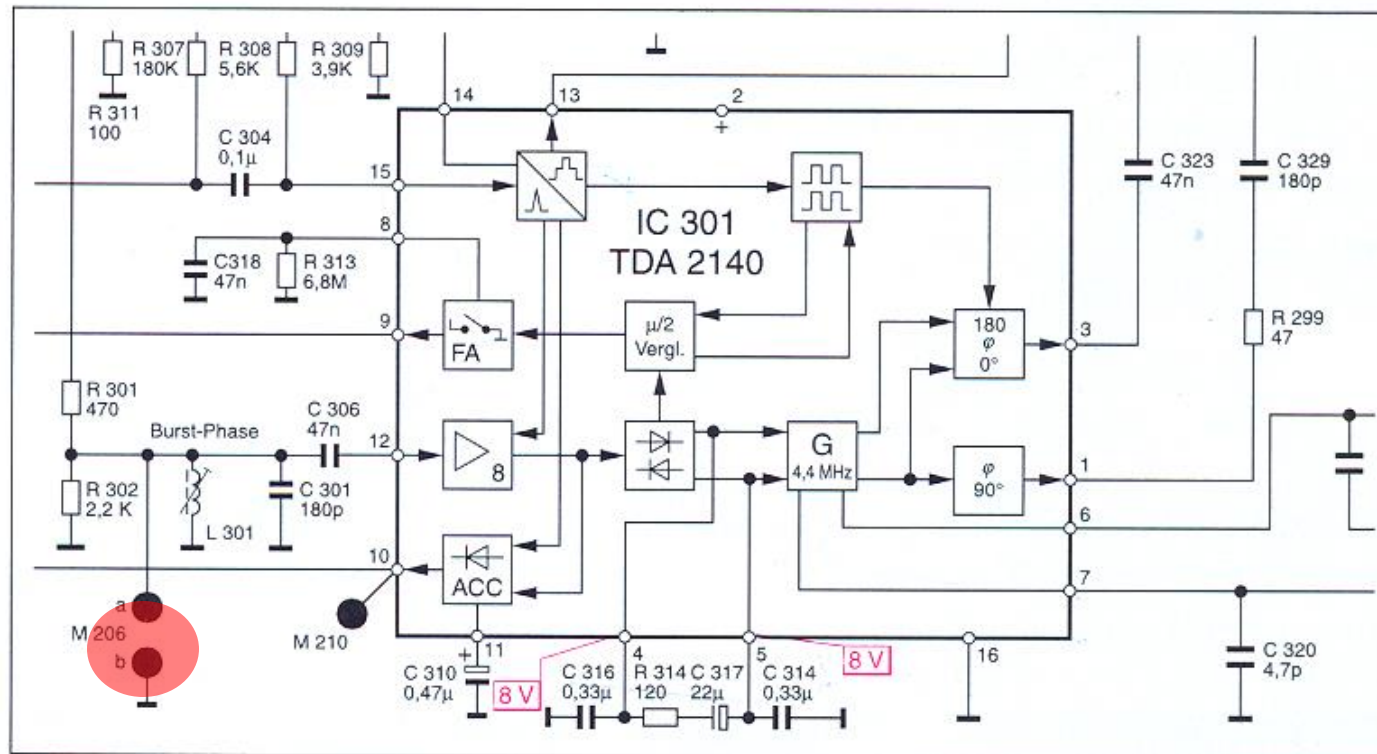 R 307
180K
R 308
5,6K
R 309
3,9K
R 311
100
C 304
0,1µ
14
13
2
+
15
8
C318
47n
R 313
6,8M
IC 301
TDA 2140
C 323
47n
C 329
180p
9
FA
µ/2
Vergl.
180
φ
0°
3
R 299
47
R 301
470
Burst-Phase
C 306
47n
12
8
G
4,4 MHz
φ
90°
1
R 302
2,2 K
L 301
C 301
180p
6
10
ACC
7
a
M 206
b
M 210
+
11
4
5
16
C 310
0,47µ
8 V
C 316
0,33µ
R 314
120
C 317
22µ
C 314
0,33µ
8 V
C 320
4,7p